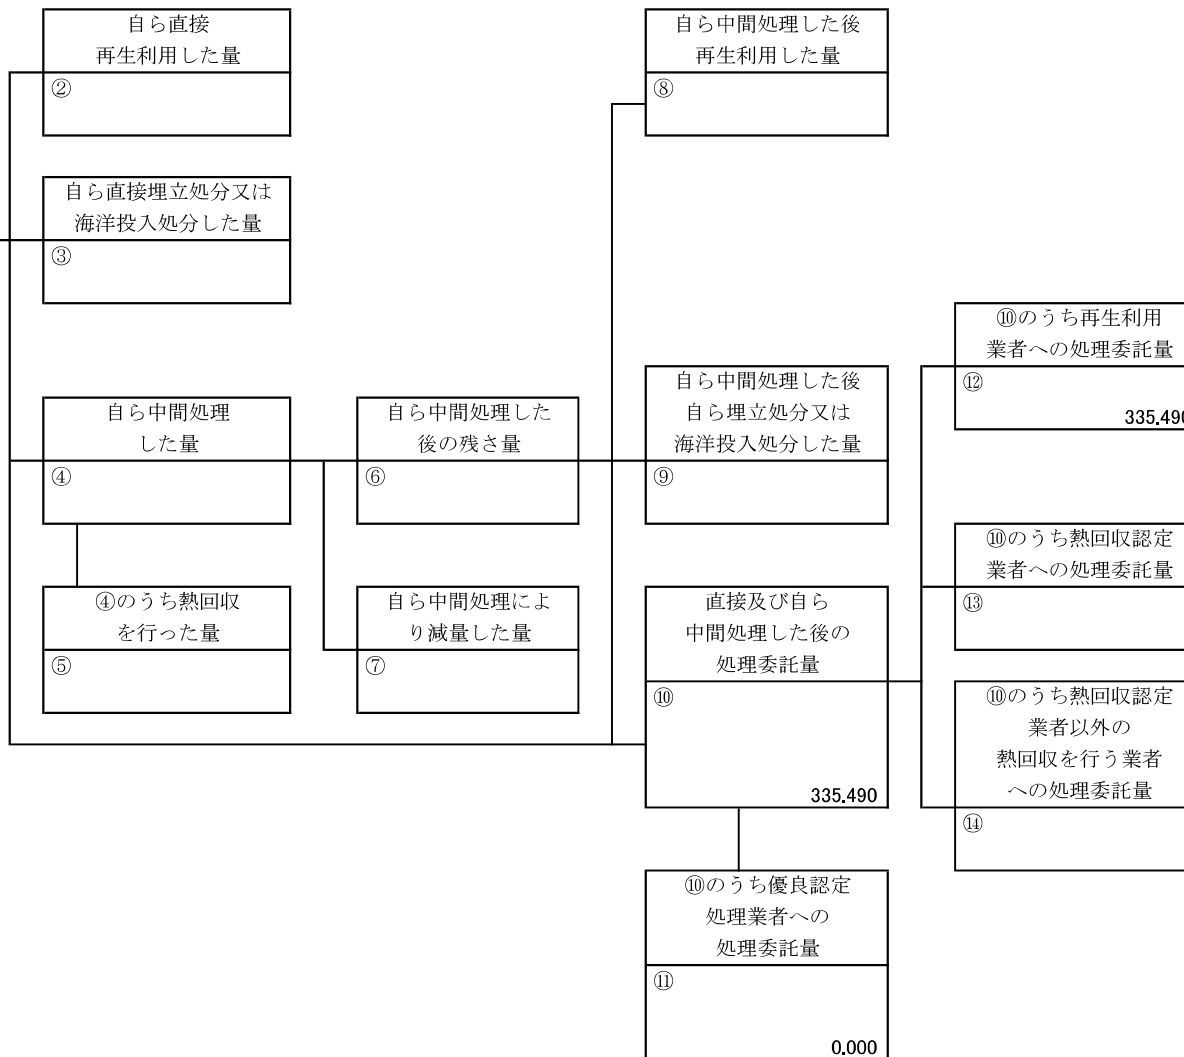 自ら直接
再生利用した量
②
自ら中間処理した後
再生利用した量
⑧
自ら直接埋立処分又は
海洋投入処分した量
③
⑩のうち再生利用
業者への処理委託量
⑫
335.490
自ら中間処理
した量
④
自ら中間処理した
後の残さ量
⑥
自ら中間処理した後
自ら埋立処分又は
海洋投入処分した量
⑨
⑩のうち熱回収認定
業者への処理委託量
⑬
④のうち熱回収
を行った量
⑤
自ら中間処理によ
り減量した量
⑦
直接及び自ら
中間処理した後の
処理委託量
⑩
335.490
⑩のうち熱回収認定
業者以外の
熱回収を行う業者
への処理委託量
⑭
⑩のうち優良認定
処理業者への
処理委託量
⑪
0.000